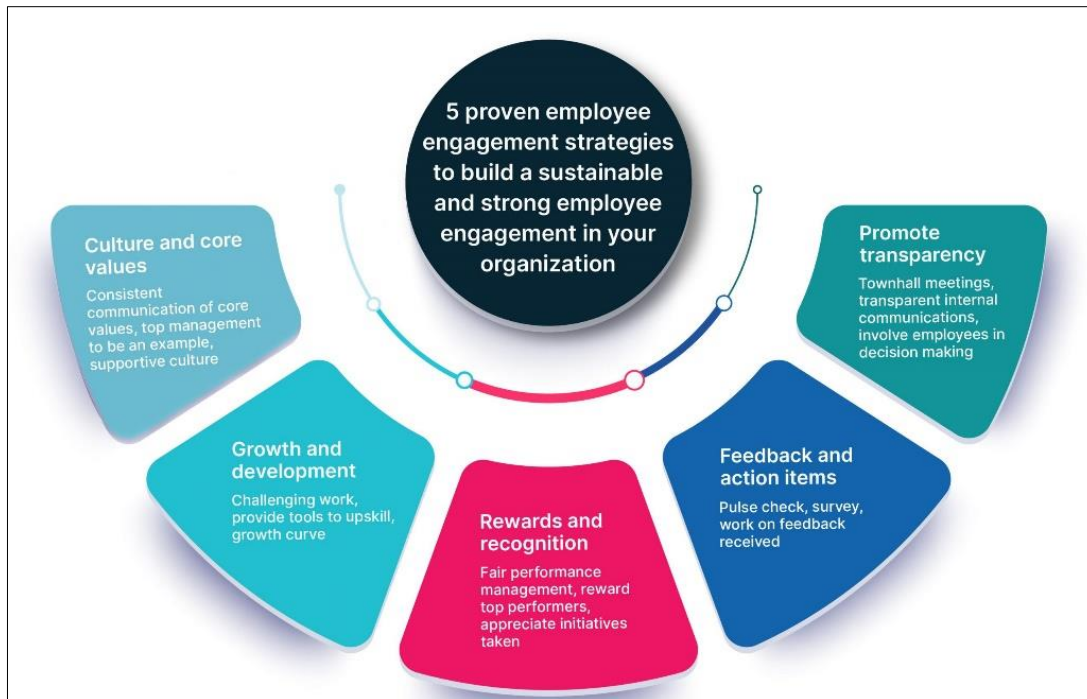 5 proven employee
engagement strategies
to build a sustainable
and strong employee
engagement in your
organization
Culture and core
values
Consistent
communication of core
values, top management
to be an example,
supportive culture
Growth and
development
Challenging work,
provide tools to upskill,
growth curve
Rewards and
recognition
Fair performance
management, reward
top performers,
appreciate initiatives
taken
Feedback and
action items
Pulse check, survey,
work on feedback
received
Promote
transparency
Townhall meetings,
transparent internal
communications,
involve employees in
decision making